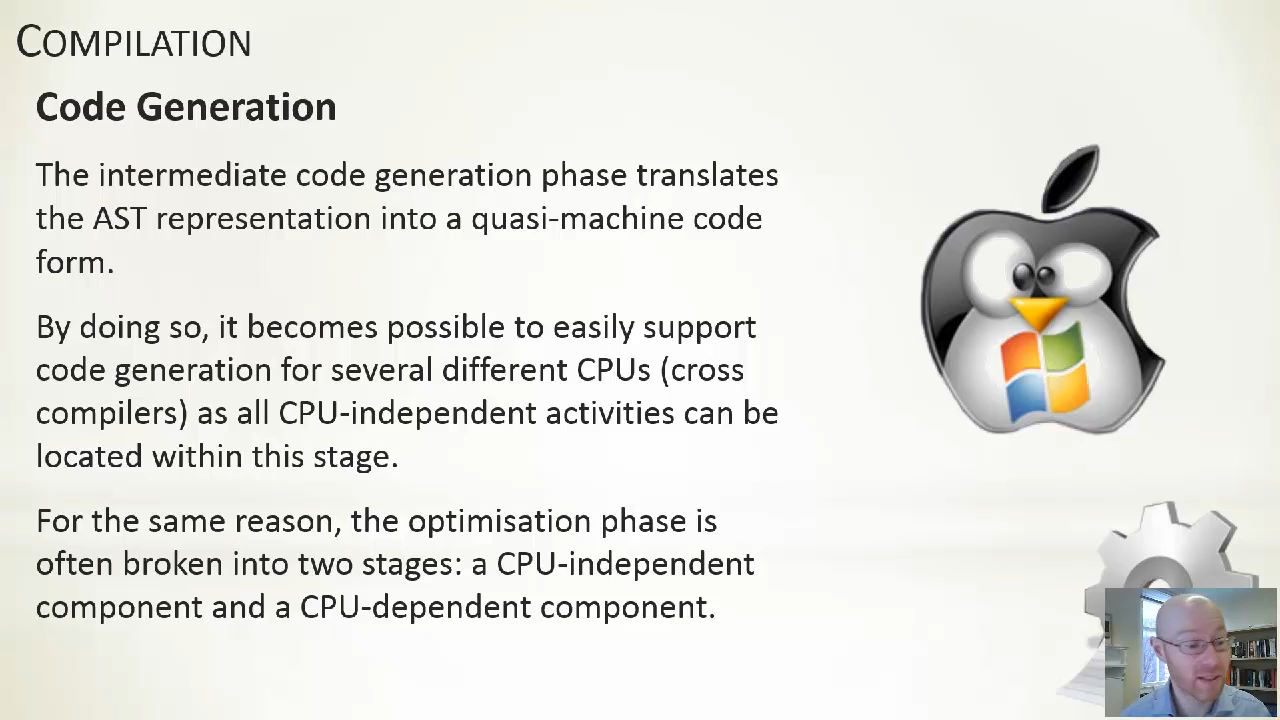 COMPILATION
Code Generation
The intermediate code generation phase translates
the AST representation into a quasi-machine code
form.
By doing so, it becomes possible to easily support
code generation for several different CPUs (cross
compilers) as all CPU-independent activities can be
located within this stage.
For the same reason, the optimisation phase is
often broken into two stages: a CPU-independent
component and a CPU-dependent component.